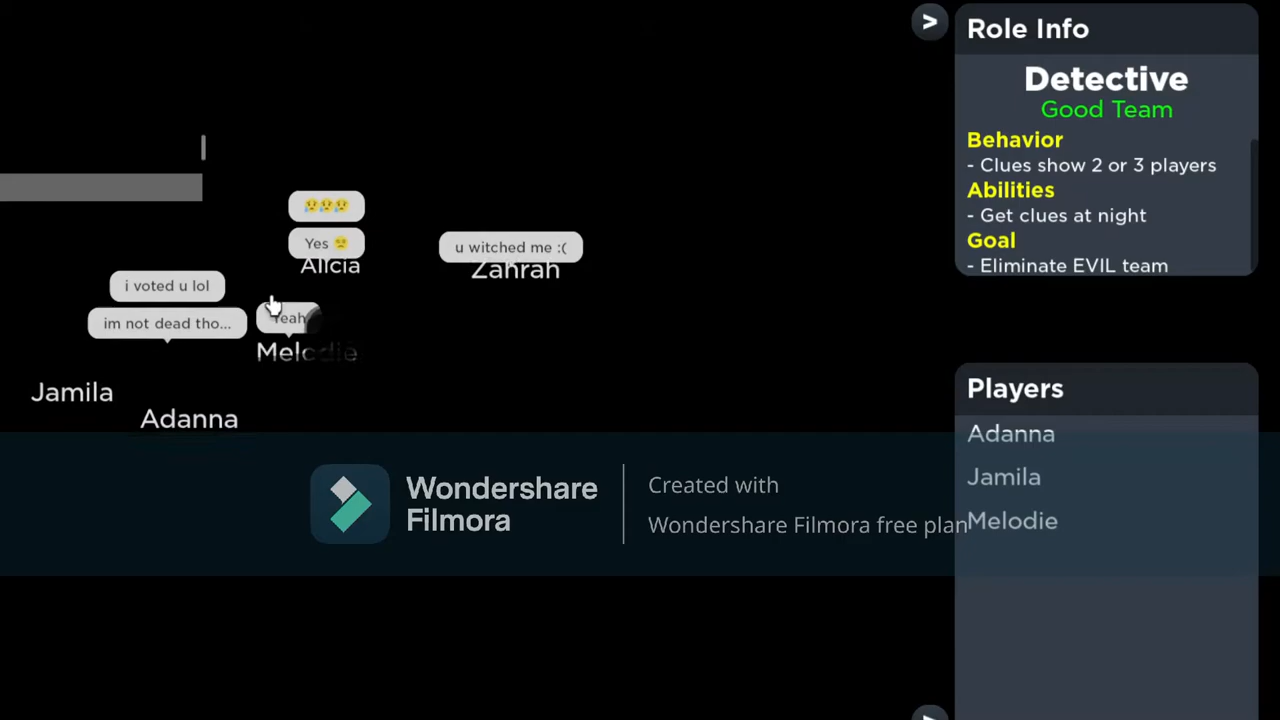 >
Role Info
Detective
Good Team
Behavior
- Clues show 2 or 3 players
Abilities
- Get clues at night
Goal
- Eliminate EVIL team
😥😥😥
Yes 😔
Alicia
u witched me :(
Zahrah
i voted u lol
im not dead tho...
Yeah
Melodie
Jamila
Adanna
Players
Adanna
Jamila
Melodie
Wondershare
Filmora
Created with
Wondershare Filmora free plan